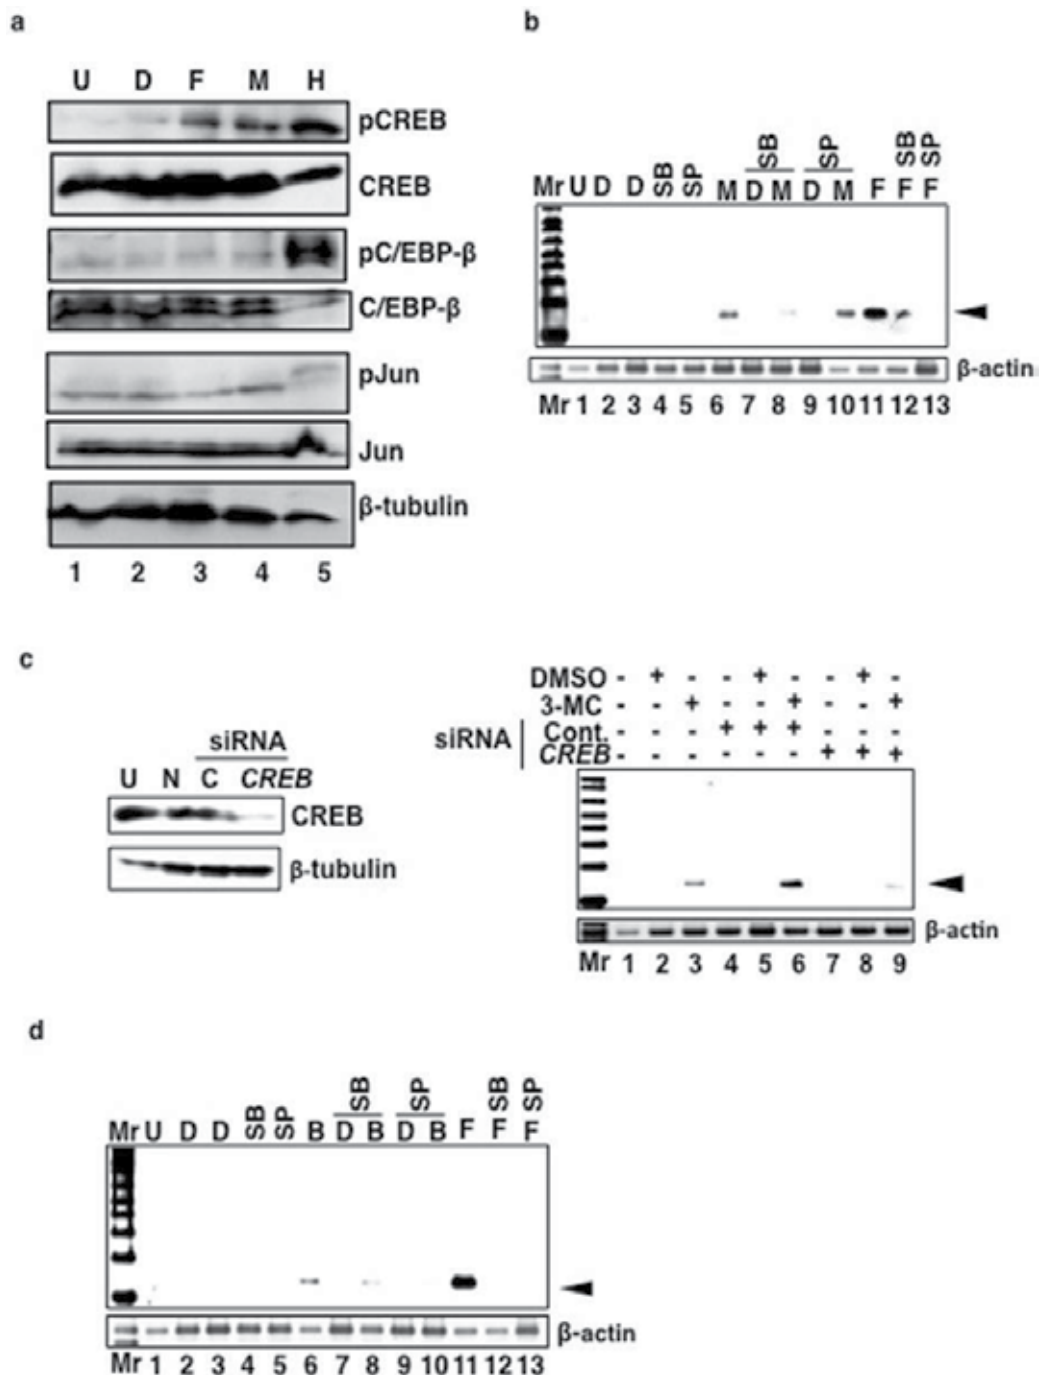 a
U D F M H
pCREB
CREB
pC/EBP-β
C/EBP-β
pJun
Jun
β-tubulin
1 2 3 4 5
b
SB SP SB SP
Mr U D D SB SP M D M D M F F F
β-actin
Mr 1 2 3 4 5 6 7 8 9 10 11 12 13
c
siRNA
U N C CREB
CREB
β-tubulin
DMSO - + - - + - - + -
3-MC - - + - - + - - +
siRNA
Cont. - - - + + + - - -
CREB - - - - - - + + +
β-actin
Mr 1 2 3 4 5 6 7 8 9
d
SB SP SB SP
Mr U D D SB SP B D B D B F F F
β-actin
Mr 1 2 3 4 5 6 7 8 9 10 11 12 13